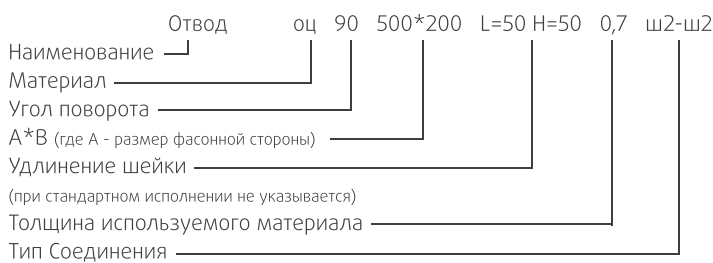 Отвод оц 90 500*200 L=50 H=50 0,7 ш2-ш2
Наименование
Материал
Угол поворота
А*В (где А - размер фасонной стороны)
Удлинение шейки
(при стандартном исполнении не указывается)
Толщина используемого материала
Тип Соединения